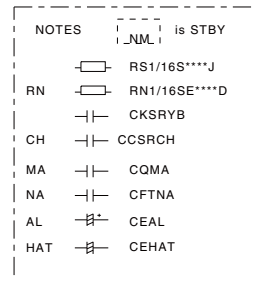 NOTES N.M. is STBY
RS1/16S****J
RN RN1/16SE****D
CKSRYB
CH CCSRCH
MA CQMA
NA CFTNA
AL + CEAL
HAT CEHAT